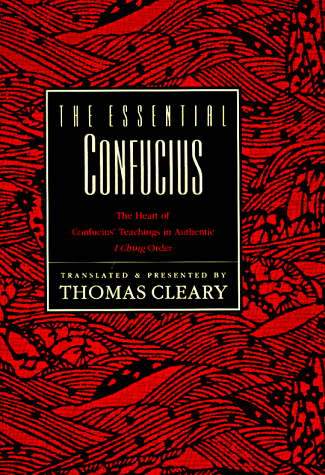 THE ESSENTIAL
CONFUCIUS
The Heart of
Confucius' Teachings in Authentic
I Ching Order
TRANSLATED & PRESENTED BY
THOMAS CLEARY